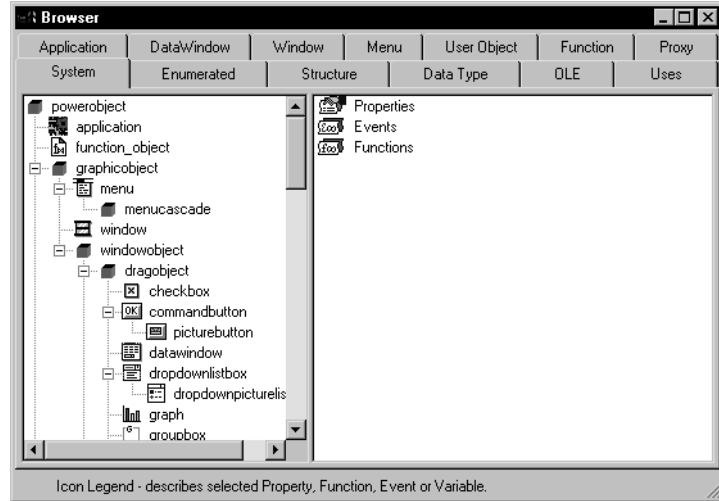 Browser
Application DataWindow Window Menu User Object Function Proxy
System Enumerated Structure Data Type OLE Uses
powerobject
application
function_object
graphicobject
menu
menucascade
window
windowobject
dragobject
checkbox
OK commandbutton
picturebutton
datawindow
dropdownlistbox
dropdownpicturelis
graph
groupbox
Properties
Events
Functions
Icon Legend - describes selected Property, Function, Event or Variable.